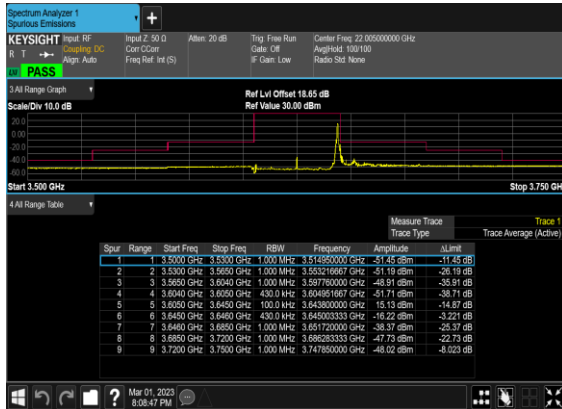 Spectrum Analyzer 1
Spurious Emissions
+
KEYSIGHT Input: RF Input Z: 50 Ω Atten: 20 dB Trig: Free Run Center Freq: 22.005000000 GHz
R T Coupling: DC Corr CCorr Gate: Off Avg|Hold: 100/100
Align: Auto Freq Ref: Int (S) IF Gain: Low Radio Std: None
PASS
3 All Range Graph Ref Lvl Offset 18.65 dB
Scale/Div 10.0 dB Ref Value 30.00 dBm
20.0
0.00
-20.0
-40.0
-60.0
Start 3.500 GHz Stop 3.750 GH
4 All Range Table
Measure Trace Trace 1
Trace Type Trace Average (Active)
Spur Range Start Freq Stop Freq RBW Frequency Amplitude ΔLimit
1 1 3.5000 GHz 3.5300 GHz 1.000 MHz 3.514950000 GHz -51.45 dBm -11.45 dB
2 2 3.5300 GHz 3.5650 GHz 1.000 MHz 3.553216667 GHz -51.19 dBm -26.19 dB
3 3 3.5650 GHz 3.6040 GHz 1.000 MHz 3.597760000 GHz -48.91 dBm -35.91 dB
4 4 3.6040 GHz 3.6050 GHz 430.0 kHz 3.604951667 GHz -51.71 dBm -38.71 dB
5 5 3.6050 GHz 3.6450 GHz 100.0 kHz 3.643800000 GHz 15.13 dBm -14.87 dB
6 6 3.6450 GHz 3.6460 GHz 430.0 kHz 3.645003333 GHz -16.22 dBm -3.221 dB
7 7 3.6460 GHz 3.6850 GHz 1.000 MHz 3.651720000 GHz -38.37 dBm -25.37 dB
8 8 3.6850 GHz 3.7200 GHz 1.000 MHz 3.686283333 GHz -47.73 dBm -22.73 dB
9 9 3.7200 GHz 3.7500 GHz 1.000 MHz 3.747850000 GHz -48.02 dBm -8.023 dB
? Mar 01, 2023
8:08:47 PM